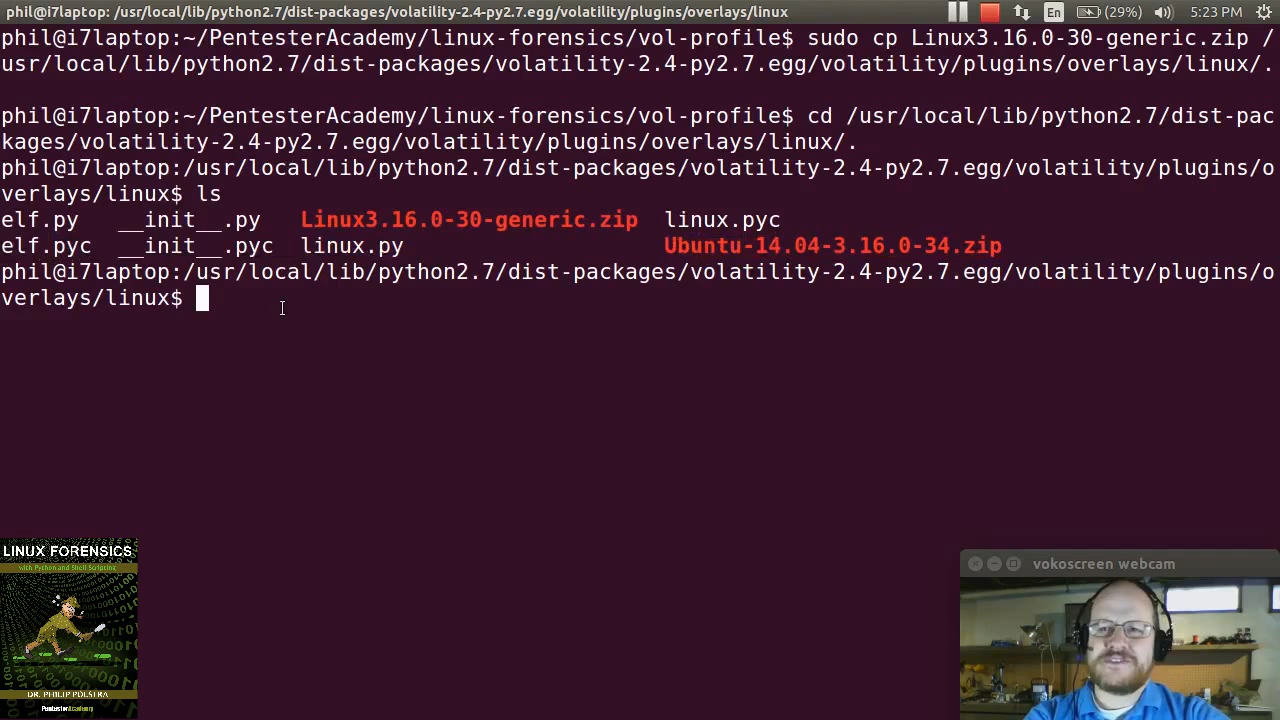 phil@i7laptop: /usr/local/lib/python2.7/dist-packages/volatility-2.4-py2.7.egg/volatility/plugins/overlays/linux
En (29%) 5:23 PM
phil@i7laptop:~/PentesterAcademy/linux-forensics/vol-profile$ sudo cp Linux3.16.0-30-generic.zip /
usr/local/lib/python2.7/dist-packages/volatility-2.4-py2.7.egg/volatility/plugins/overlays/linux/.
phil@i7laptop:~/PentesterAcademy/linux-forensics/vol-profile$ cd /usr/local/lib/python2.7/dist-pac
kages/volatility-2.4-py2.7.egg/volatility/plugins/overlays/linux/.
phil@i7laptop:/usr/local/lib/python2.7/dist-packages/volatility-2.4-py2.7.egg/volatility/plugins/o
verlays/linux$ ls
elf.py __init__.py Linux3.16.0-30-generic.zip linux.pyc
elf.pyc __init__.pyc linux.py Ubuntu-14.04-3.16.0-34.zip
phil@i7laptop:/usr/local/lib/python2.7/dist-packages/volatility-2.4-py2.7.egg/volatility/plugins/o
verlays/linux$
LINUX FORENSICS
with Python and Shell Scripting
DR. PHILIP POLSTRA
PentesterAcademy
vokoscreen webcam